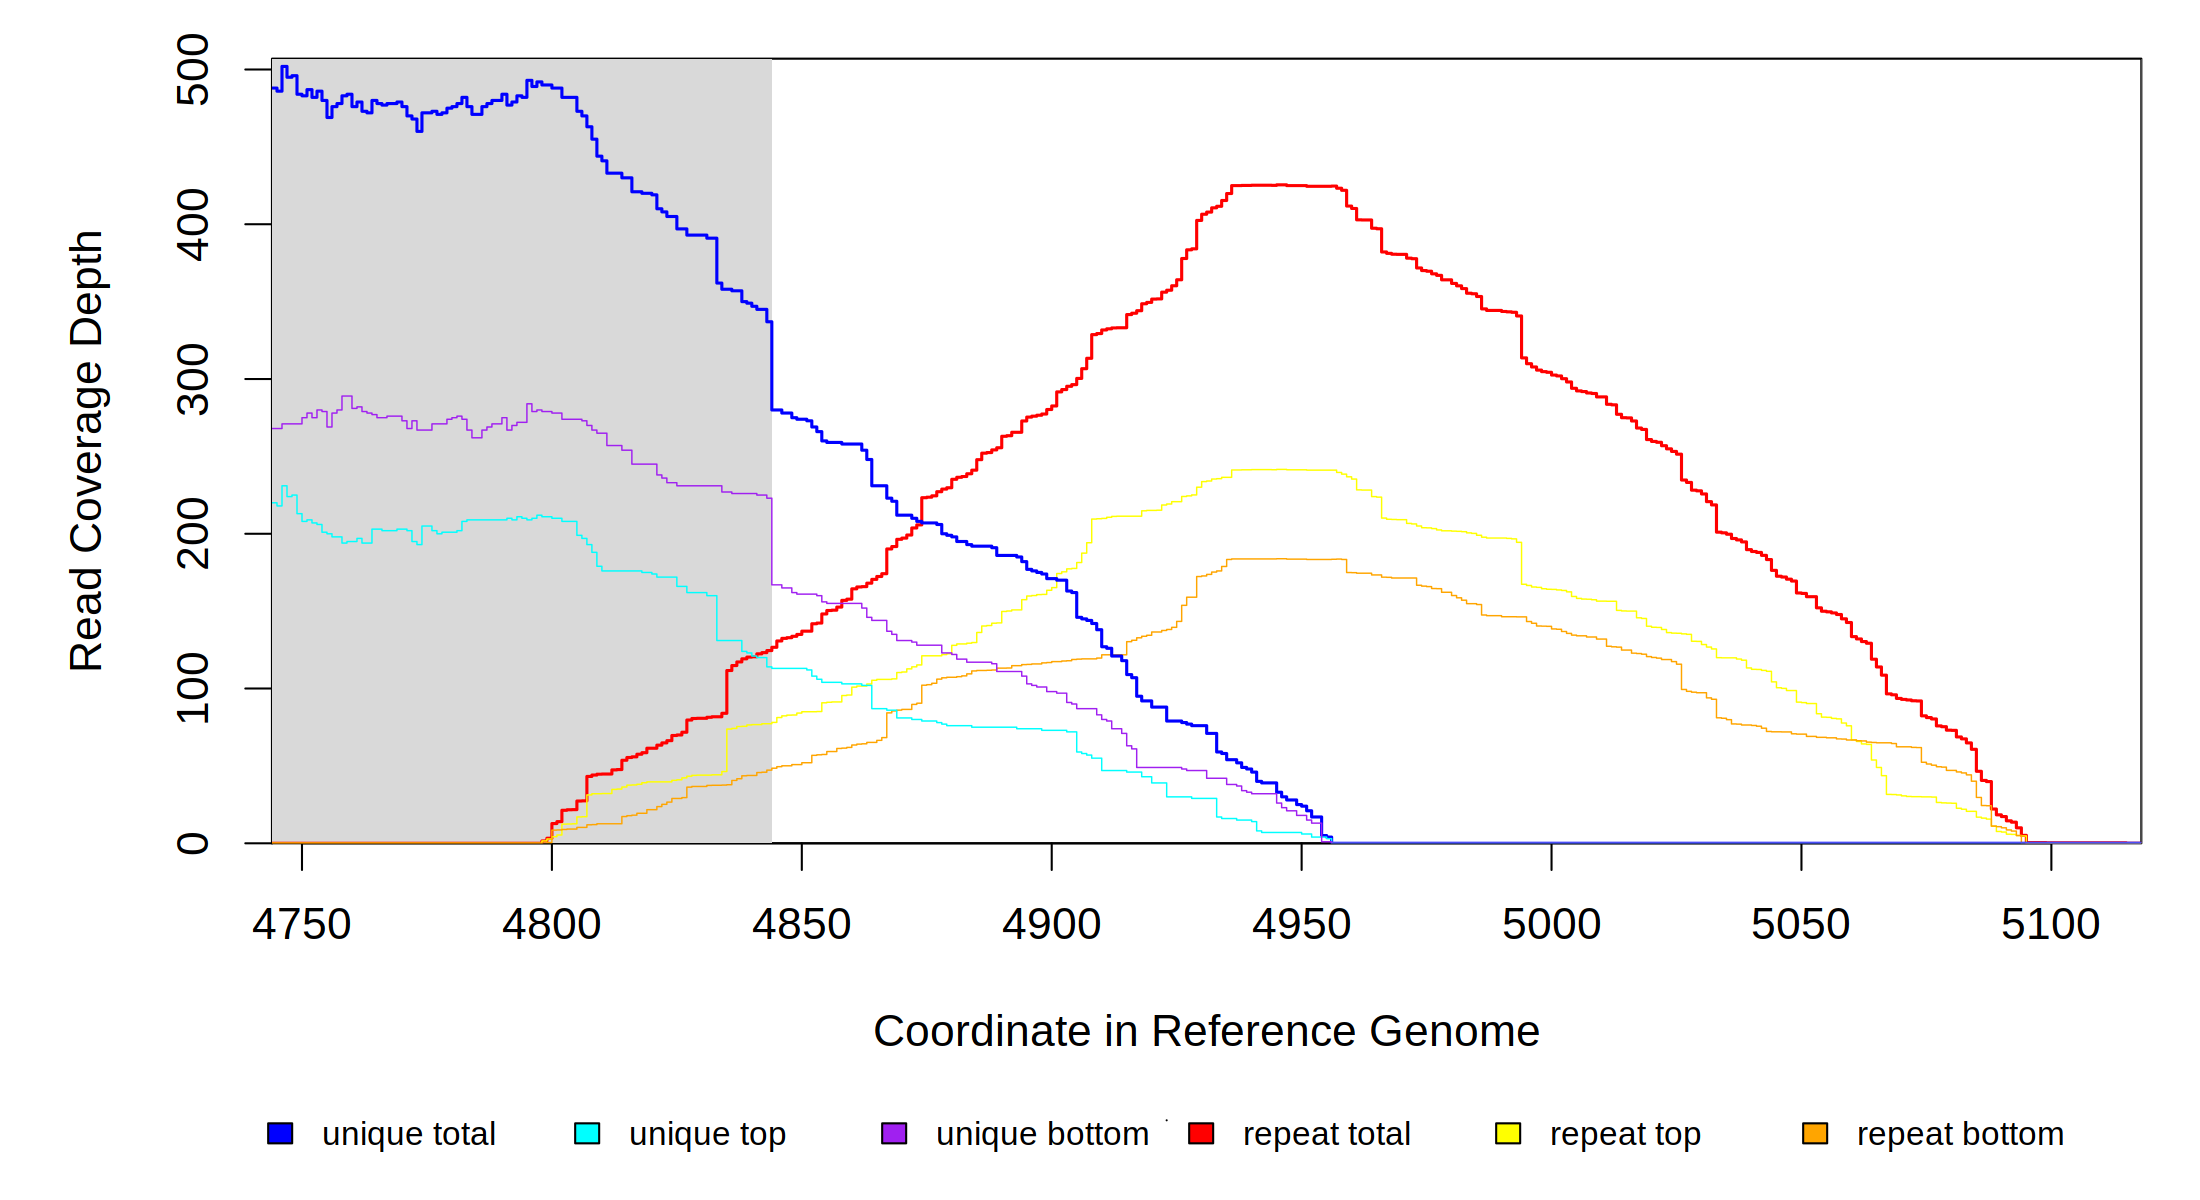 Read Coverage Depth
500
400
300
200
100
0
4750 4800 4850 4900 4950 5000 5050 5100
Coordinate in Reference Genome
unique total unique top unique bottom repeat total repeat top repeat bottom